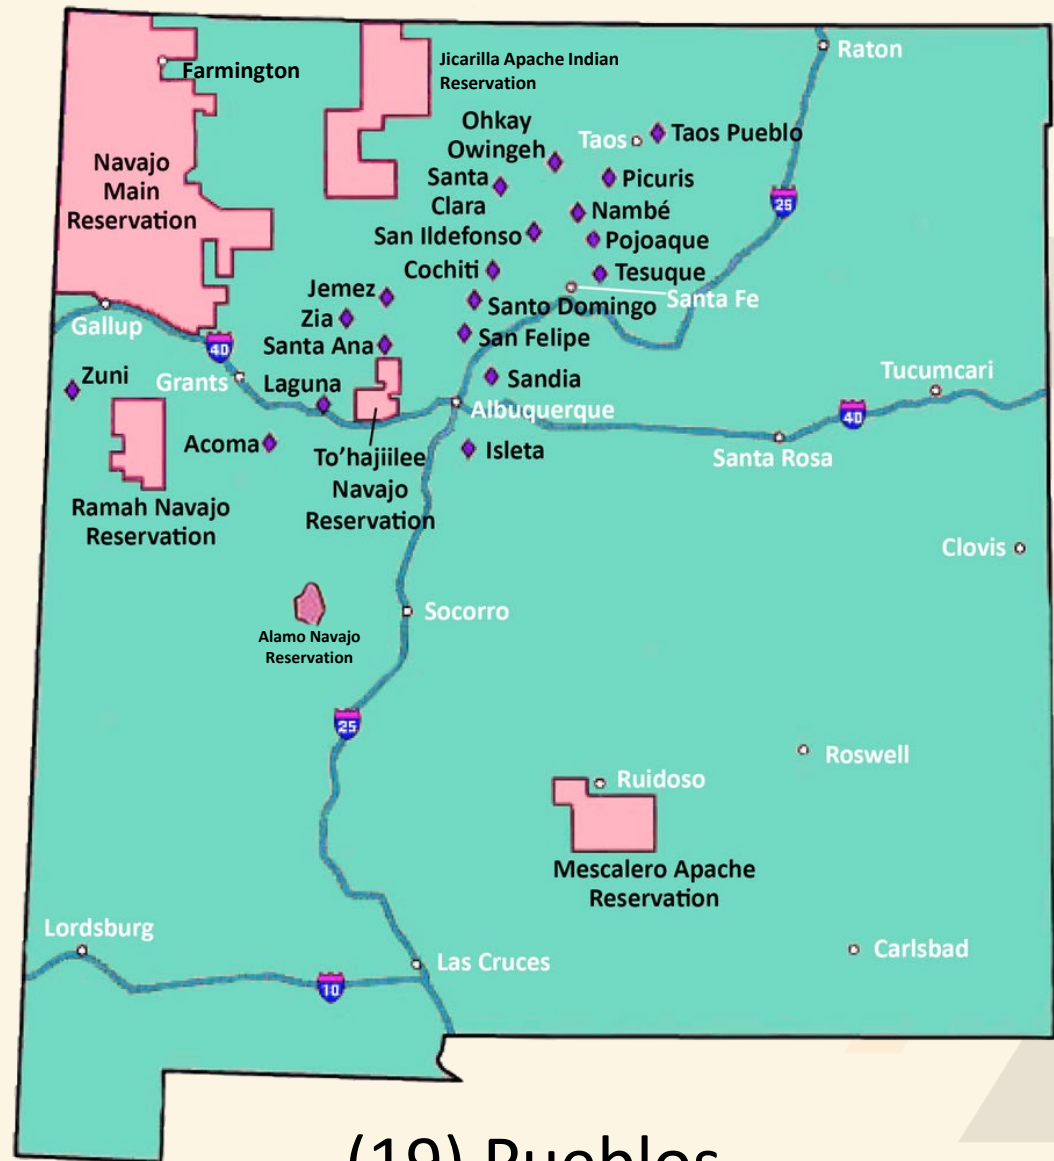 Raton
Farmington
Jicarilla Apache Indian
Reservation
Ohkay
Owingeh
Taos
Taos Pueblo
Navajo
Main
Reservation
Santa
Clara
Picuris
25
Nambé
San Ildefonso
Pojoaque
Cochiti
Tesuque
Jemez
Santo Domingo
Santa Fe
Zia
Gallup
San Felipe
40
Santa Ana
Zuni
Grants
Laguna
Sandia
Tucumcari
Albuquerque
40
Acoma
To’hajiilee
Navajo
Reservation
Isleta
Santa Rosa
Ramah Navajo
Reservation
Clovis
Socorro
Alamo Navajo
Reservation
25
Roswell
Ruidoso
Mescalero Apache
Reservation
Lordsburg
Carlsbad
Las Cruces
10
(19) Pueblos